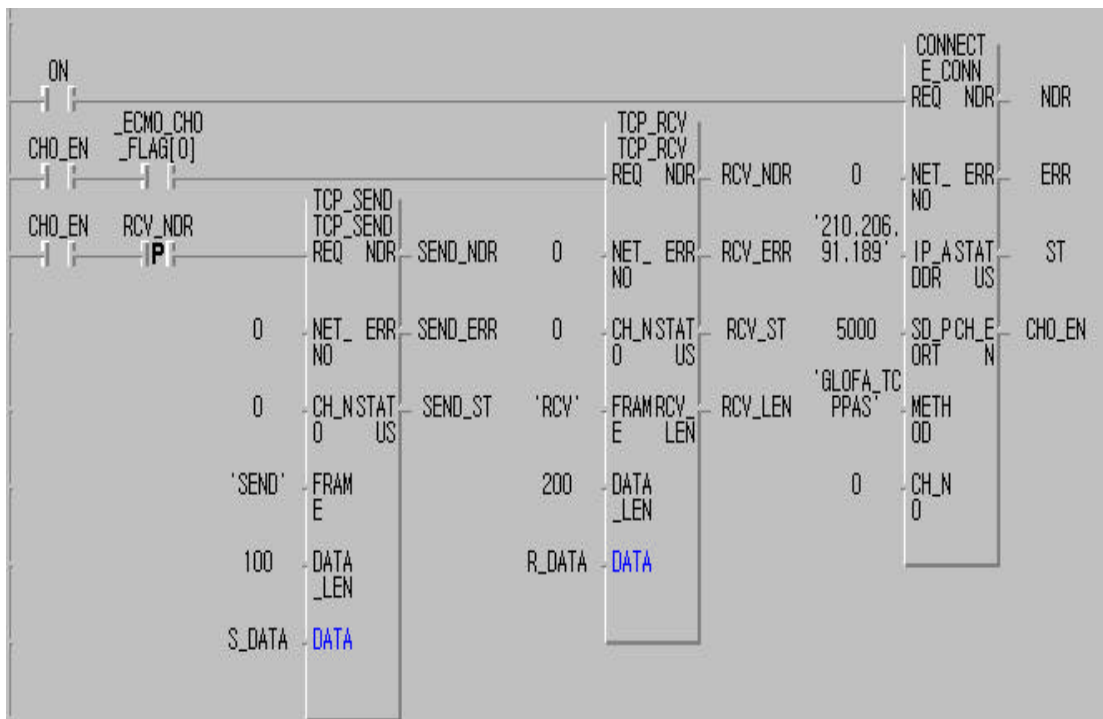 CONNECT
ON E_CONN
REQ NDR NDR
_ECMO_CHO TCP_RCV
CHO_EN _FLAG[0] TCP_RCV
REQ NDR RCV_NDR 0 NET_ ERR ERR
TCP_SEND NO
CHO_EN RCV_NDR TCP_SEND '210.206.
P REQ NDR SEND_NDR 0 NET_ ERR RCV_ERR 91.189' IP_A STAT ST
NO DDR US
0 NET_ ERR SEND_ERR 0 CH_N STAT RCV_ST 5000 SD_P CH_E CHO_EN
NO O US ORT N
'GLOFA_TC
0 CH_N STAT SEND_ST 'RCV' FRAM RCV_ RCV_LEN PPAS' METH
O US E LEN OD
'SEND' FRAM 200 DATA 0 CH_N
E _LEN O
100 DATA R_DATA DATA
_LEN
S_DATA DATA